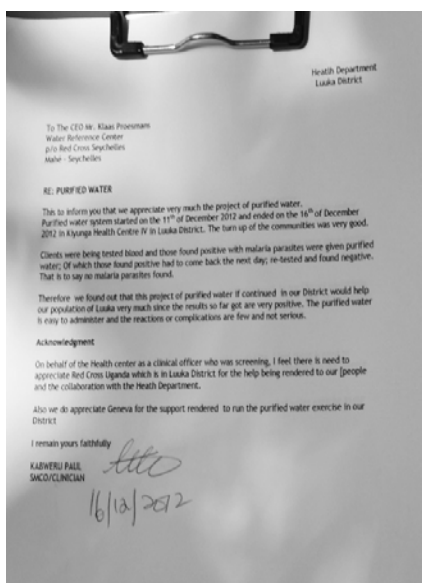 Heatlh Department
Luuka District
To The CEO Mr. Klaas Proesmam
Water Reference Center
p/o Red Cross Seychelles
Mahé - Seychelles
RE: PURIFIED WATER
This to inform you that we appreciate very much the project of purified water.
Purified water system started on the 11th of December 2012 and ended on the 16th of December
2012 in Kiyunga Health Centre IV in Luuka District. The turn up of the communities was very good.
Clients were being tested blood and those found positive with malaria parasites were given purified
water; Of which those found positive had to come back the next day; re-tested and found negative.
That is to say no malaria parasites found.
Therefore we found out that this project of purified water if continued in our District would help
our population of Luuka very much since the results so far got are very positive. The purified water
is easy to administer and the reactions or complications are few and not serious.
Acknowledgment
On behalf of the Health center as a clinical officer who was screening, I feel there is need to
appreciate Red Cross Uganda which is in Luuka District for the help being rendered to our [people
and the collaboration with the Heath Department.
Also we do appreciate Geneva for the support rendered to run the purified water exercise in our
District
I remain yours faithfully
KABWERU PAUL
SMCO/CLINICIAN
16/12/2012